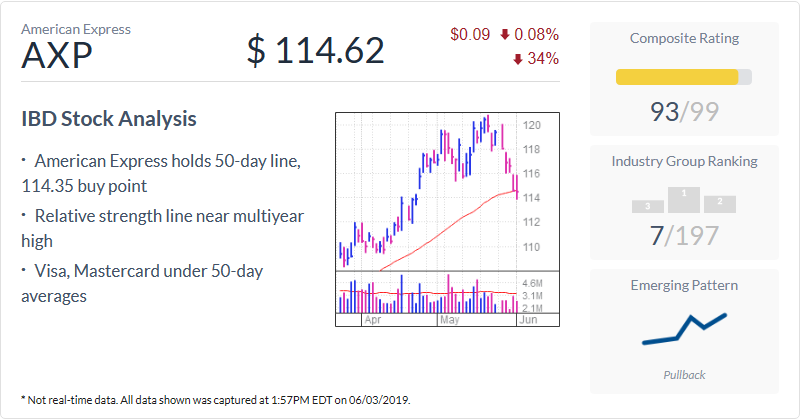 American Express
AXP
$ 114.62
$0.09 0.08%
34%
IBD Stock Analysis
• American Express holds 50-day line,
114.35 buy point
• Relative strength line near multiyear
high
• Visa, Mastercard under 50-day
averages
120
118
116
114
112
110
4.6M
3.1M
2.1M
Apr May Jun
Composite Rating
93/99
Industry Group Ranking
3 1 2
7/197
Emerging Pattern
Pullback
* Not real-time data. All data shown was captured at 1:57PM EDT on 06/03/2019.